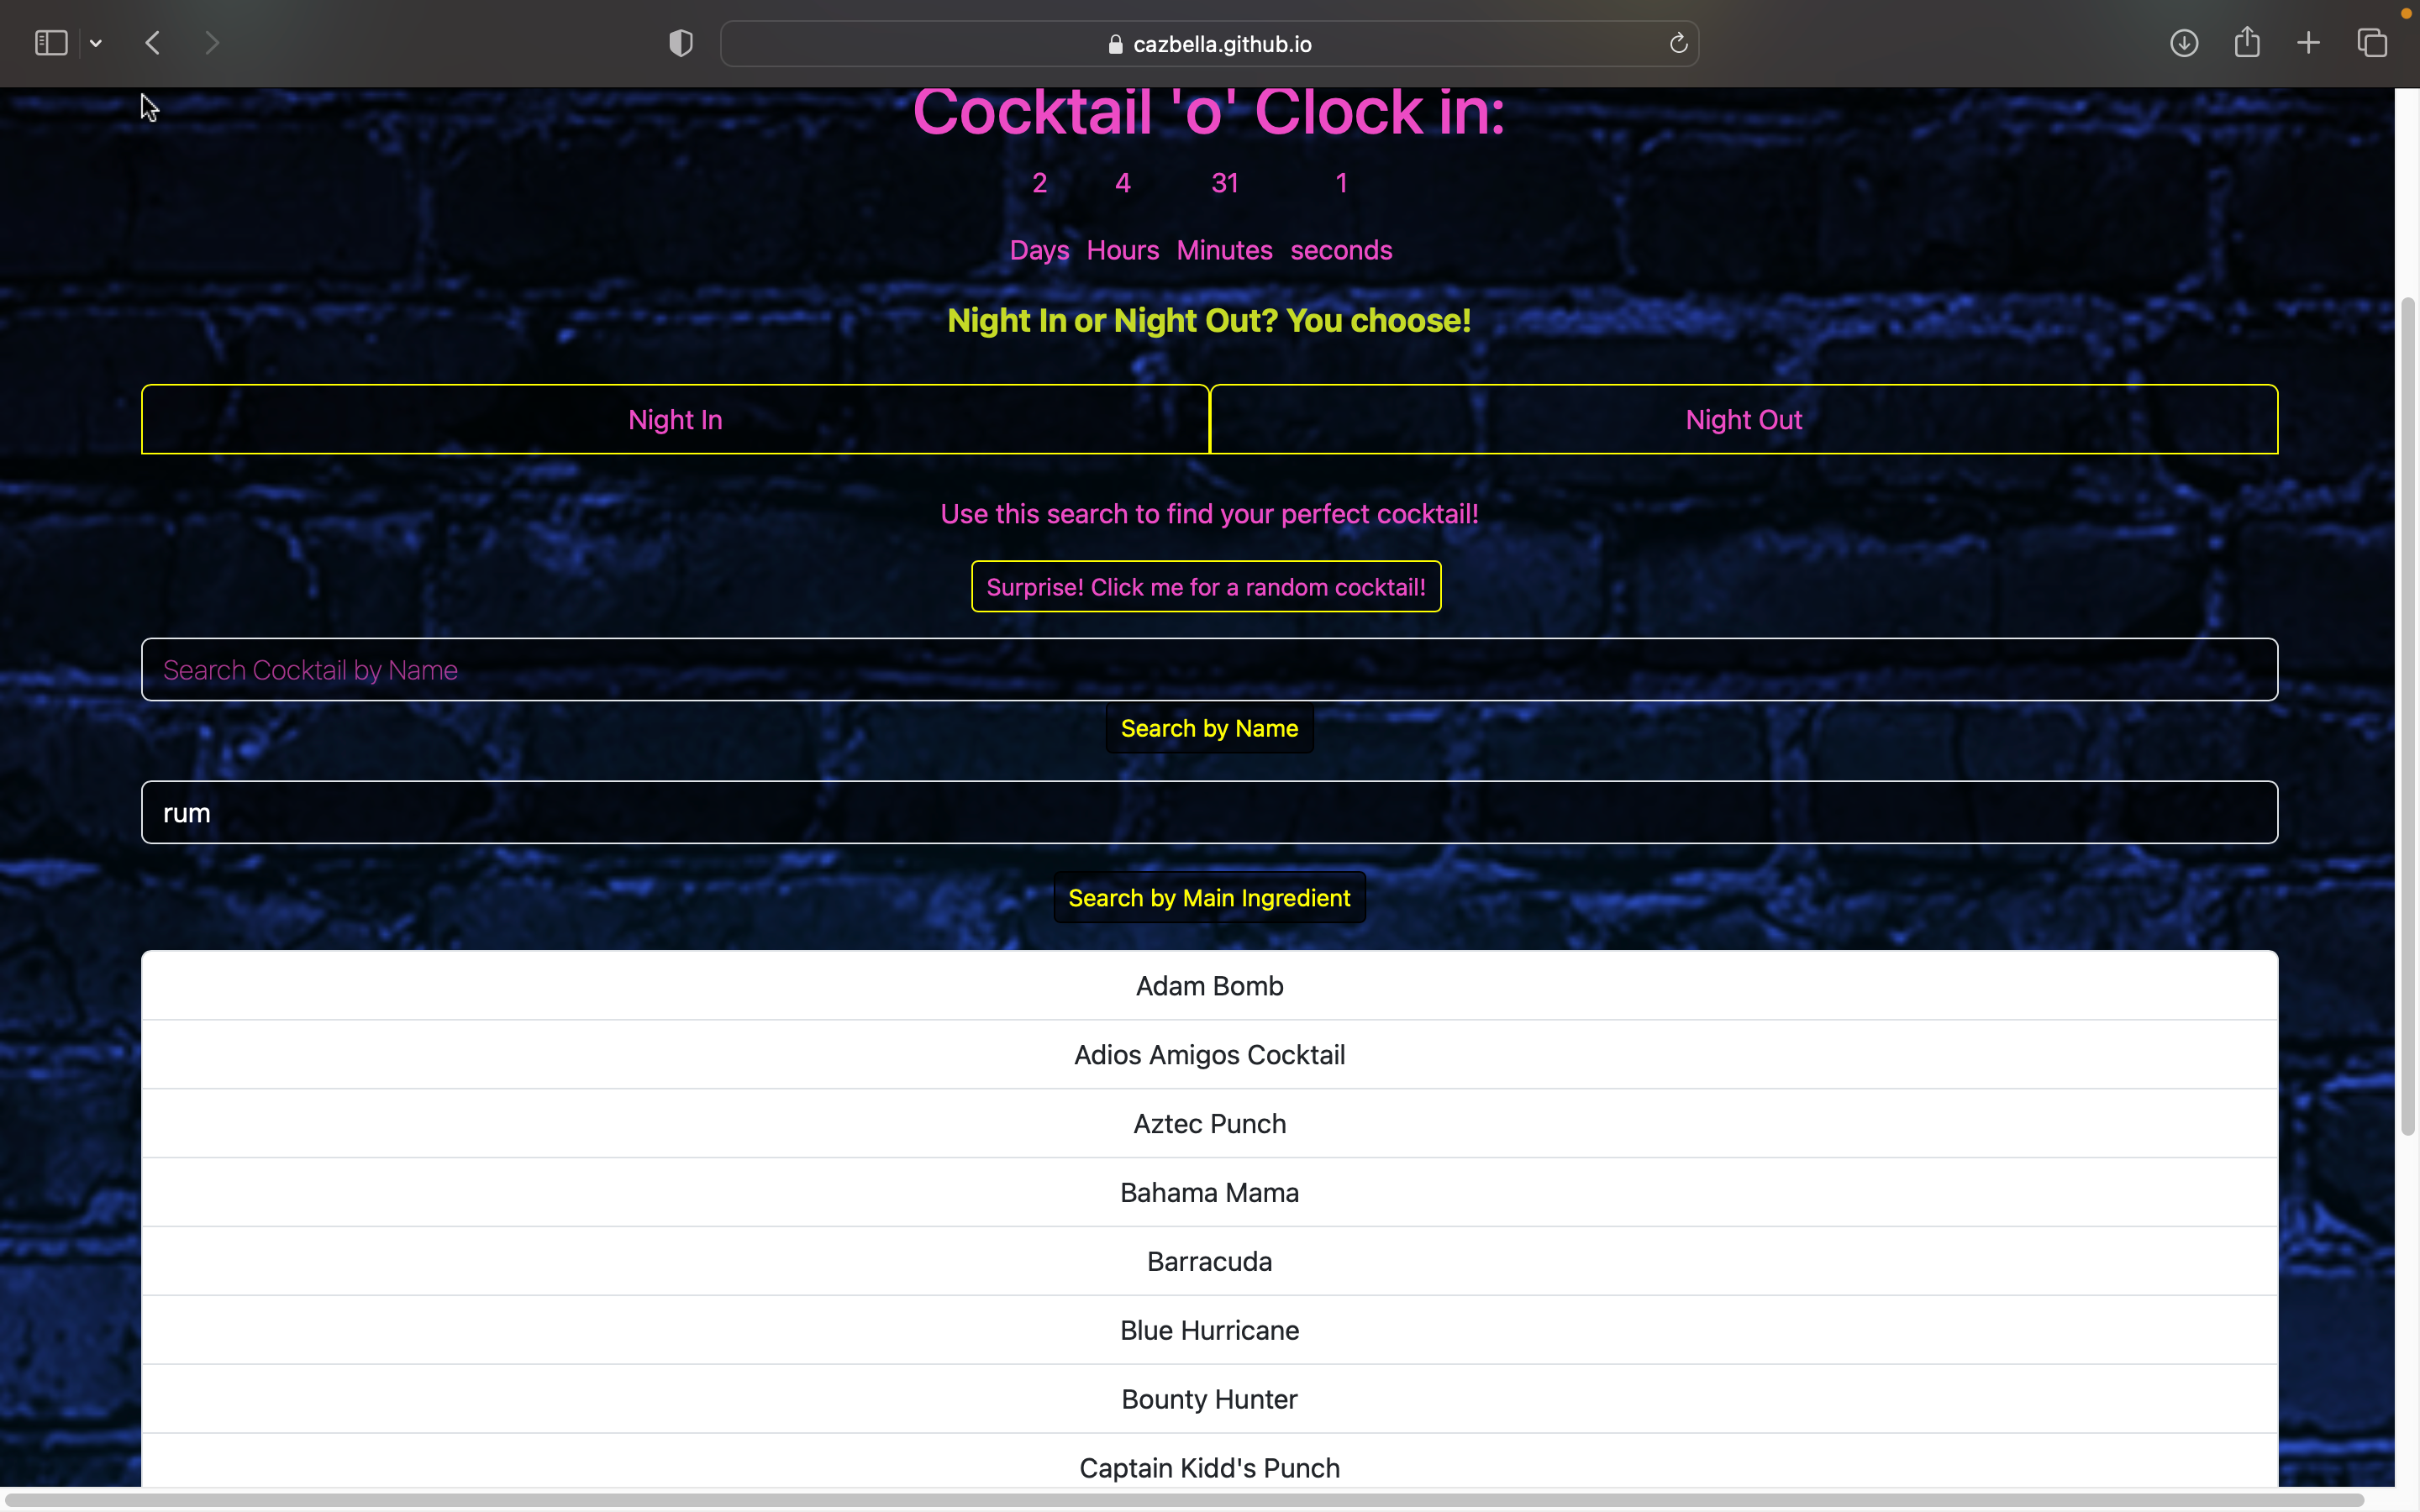 cazbella.github.io
Cocktail 'o' Clock in:
2 4 31 1
Days Hours Minutes seconds
Night In or Night Out? You choose!
Night In Night Out
Use this search to find your perfect cocktail!
Surprise! Click me for a random cocktail!
Search Cocktail by Name
Search by Name
rum
Search by Main Ingredient
Adam Bomb
Adios Amigos Cocktail
Aztec Punch
Bahama Mama
Barracuda
Blue Hurricane
Bounty Hunter
Captain Kidd's Punch